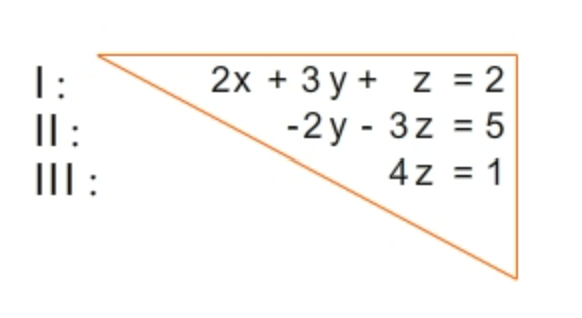 I : 2x + 3y + z = 2
II : -2y - 3z = 5
III : 4z = 1